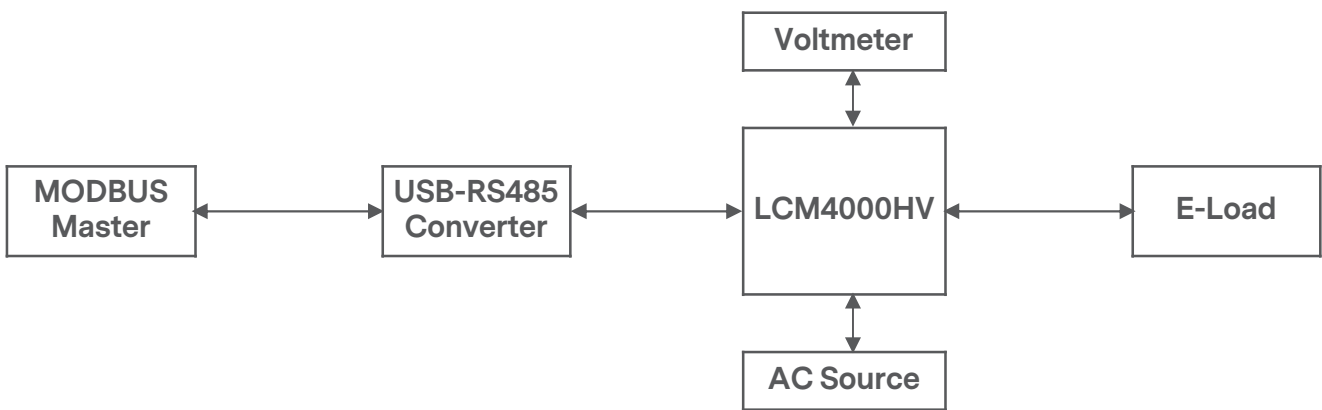 Voltmeter
MODBUS
Master
USB-RS485
Converter
LCM4000HV
E-Load
AC Source